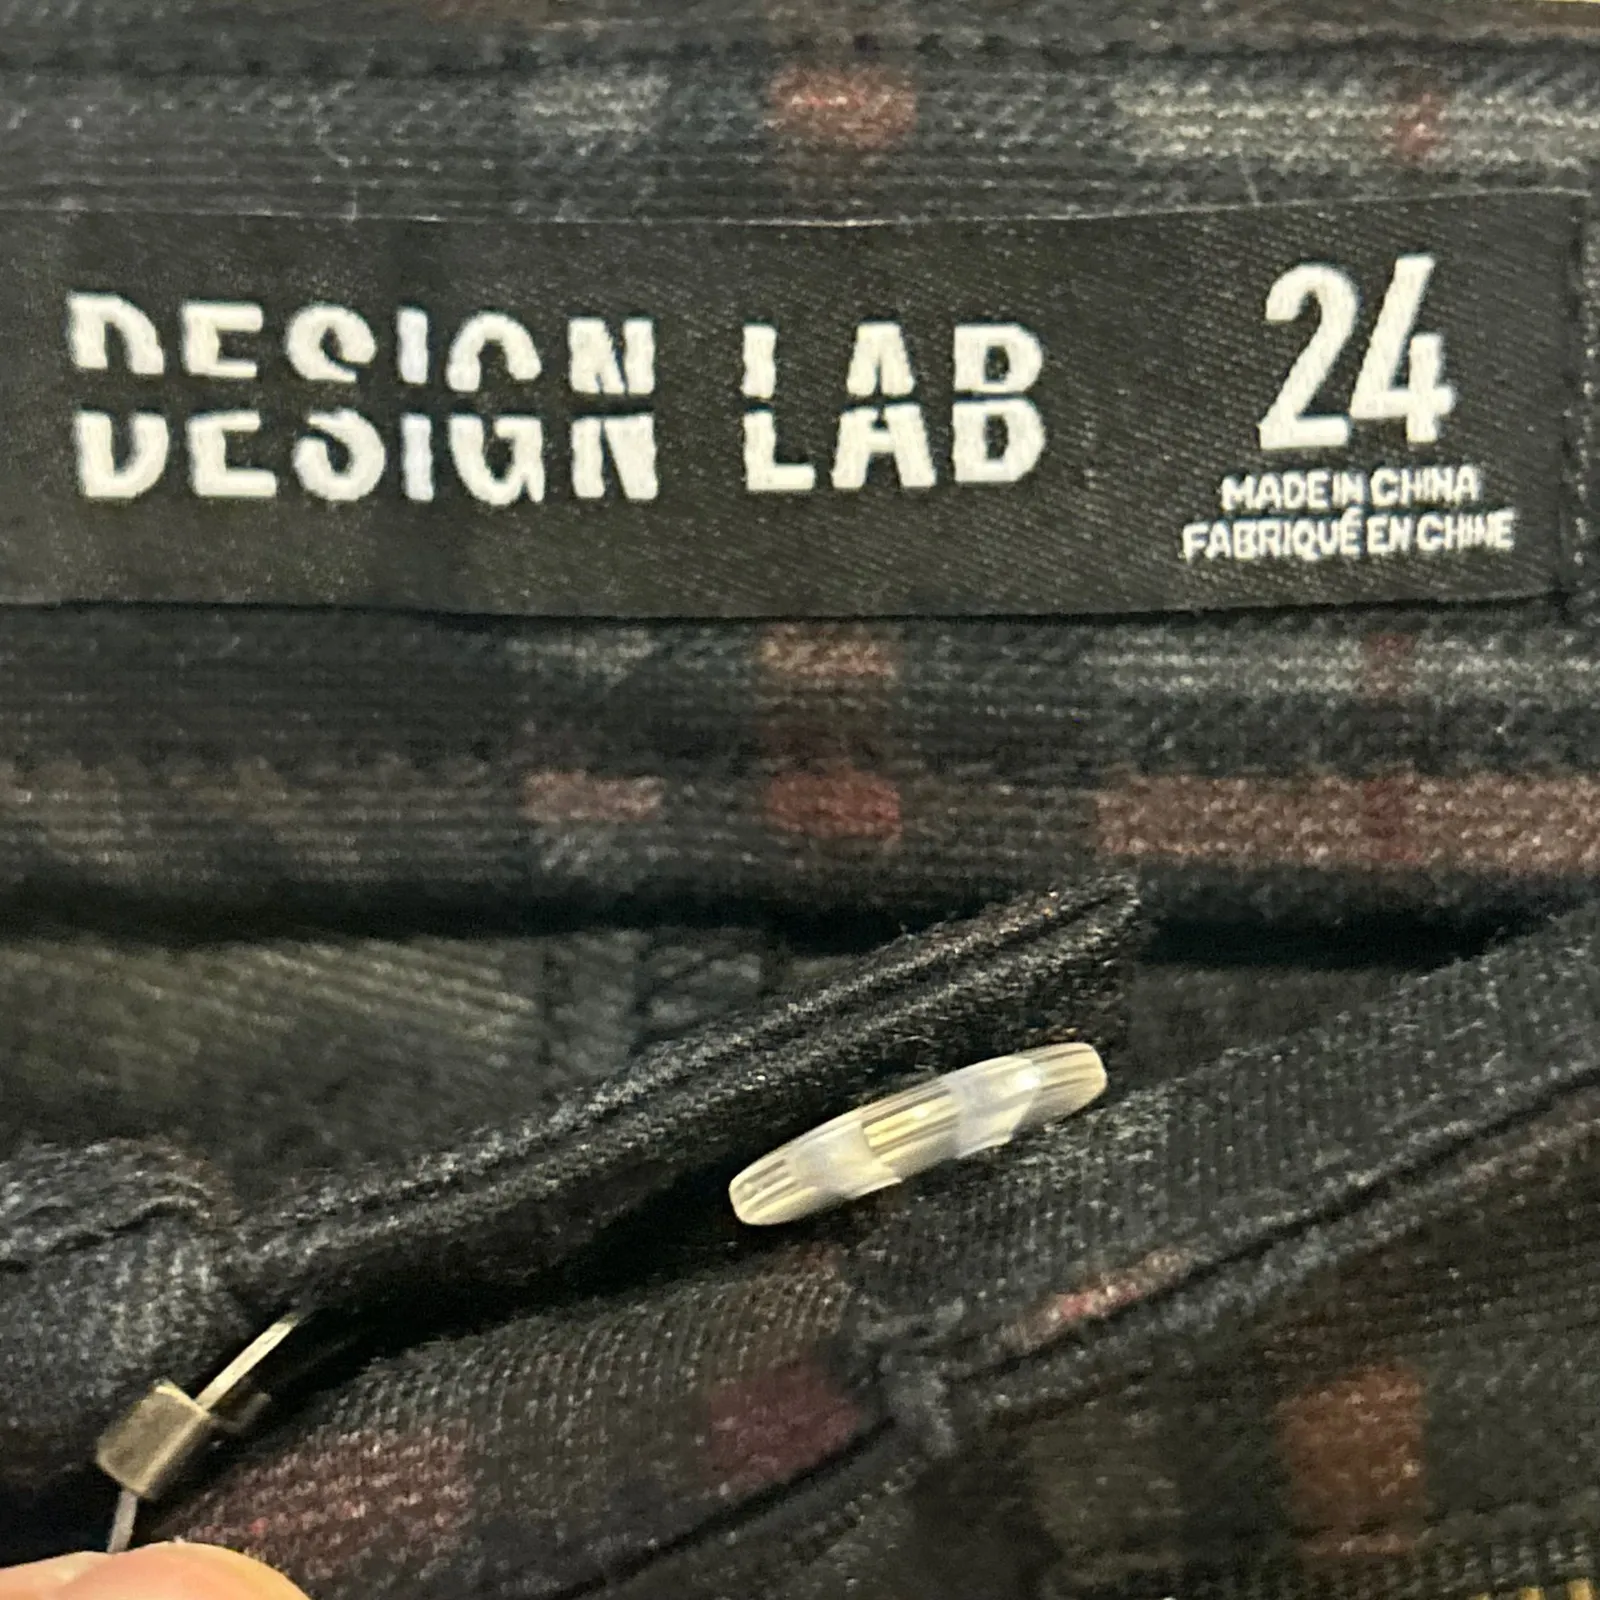 DESIGN LAB
24
MADE IN CHINA
FABRIQUÉ EN CHINE